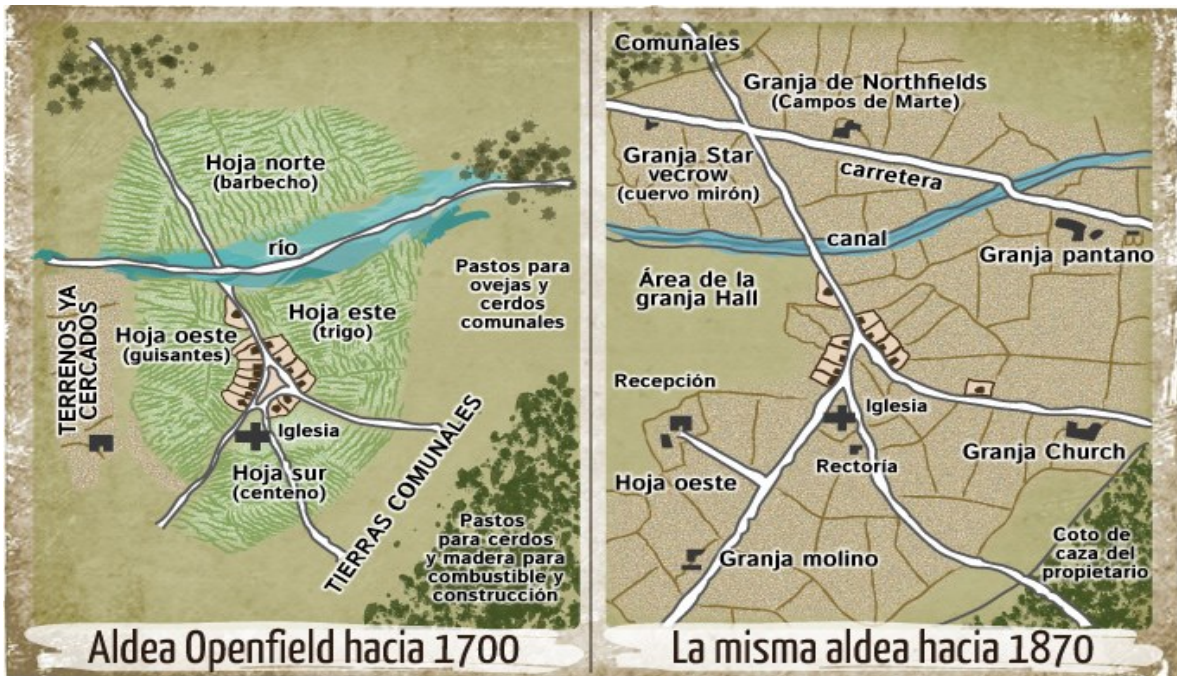 Hoja norte
(barbecho)
río
Pastos para
ovejas y
cerdos
comunales
TERRENOS YA
CERCADOS
Hoja oeste
(guisantes)
Hoja este
(trigo)
Iglesia
Hoja sur
(centeno)
TIERRAS COMUNALES
Pastos
para cerdos
y madera para
combustible y
construcción
Aldea Openfield hacia 1700
Comunales
Granja de Northfields
(Campos de Marte)
Granja Star
vecrow
(cuervo mirón)
carretera
canal
Granja pantano
Área de la
granja Hall
Recepción
Iglesia
Rectoría
Granja Church
Hoja oeste
Granja molino
Coto de
caza del
propietario
La misma aldea hacia 1870